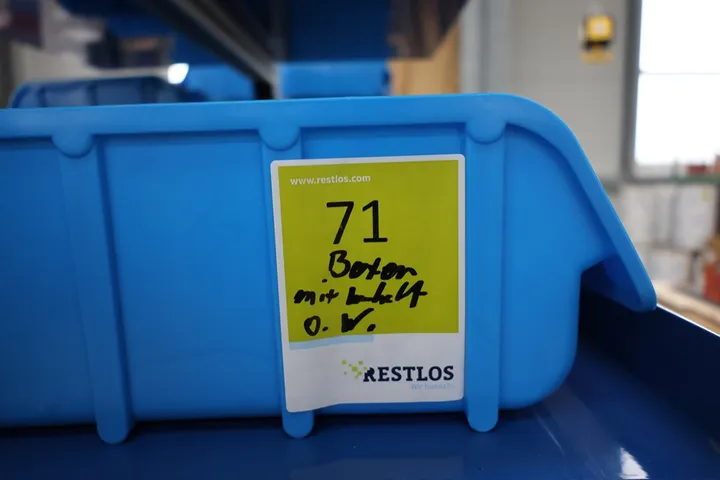 www.restlos.com
71
Boxen
mit Inhalt
O. W.
RESTLOS